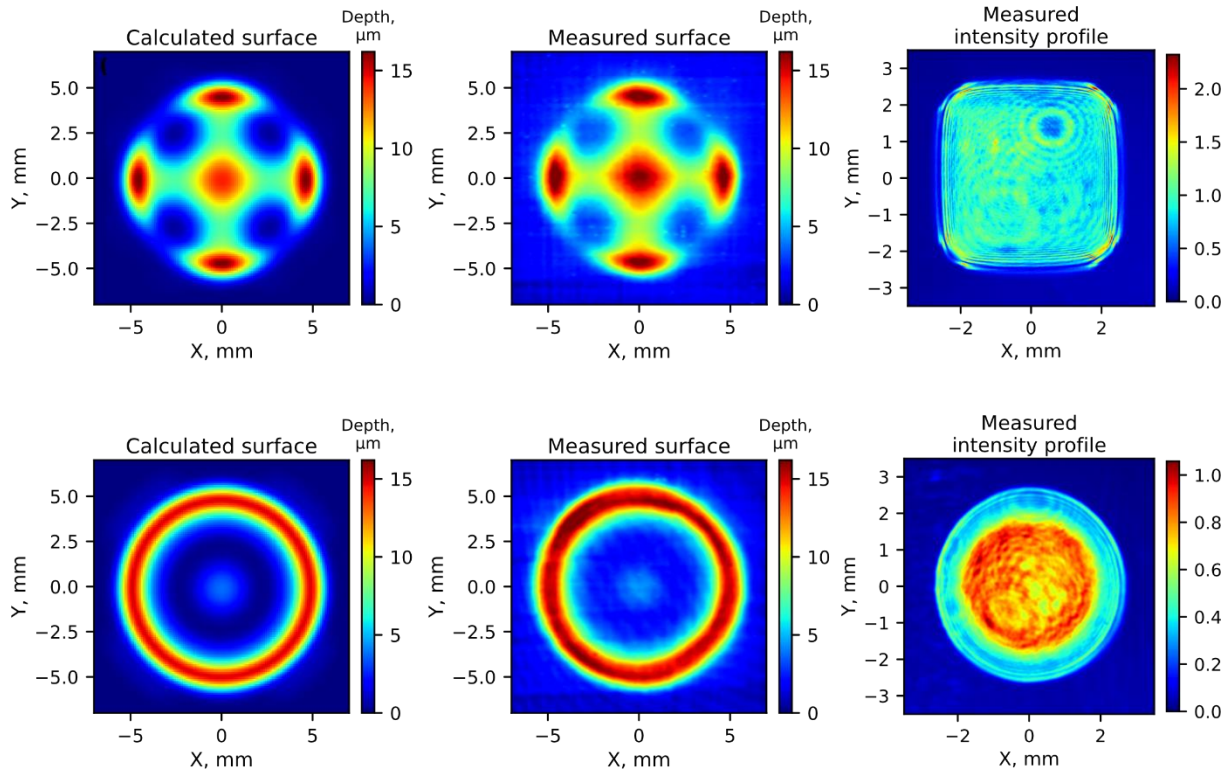 Depth,
μm
Calculated surface
5.0
2.5
0.0
−2.5
−5.0
Y, mm
−5
0
5
X, mm
15
10
5
0
Measured surface
5.0
2.5
0.0
−2.5
−5.0
Y, mm
−5
0
5
X, mm
Depth,
μm
15
10
5
0
Measured
intensity profile
3
2
1
0
−1
−2
−3
Y, mm
−2
0
2
X, mm
2.0
1.5
1.0
0.5
0.0
Depth,
μm
Calculated surface
5.0
2.5
0.0
−2.5
−5.0
Y, mm
−5
0
5
X, mm
15
10
5
0
Measured surface
5.0
2.5
0.0
−2.5
−5.0
Y, mm
−5
0
5
X, mm
Depth,
μm
15
10
5
0
Measured
intensity profile
3
2
1
0
−1
−2
−3
Y, mm
−2
0
2
X, mm
1.0
0.8
0.6
0.4
0.2
0.0